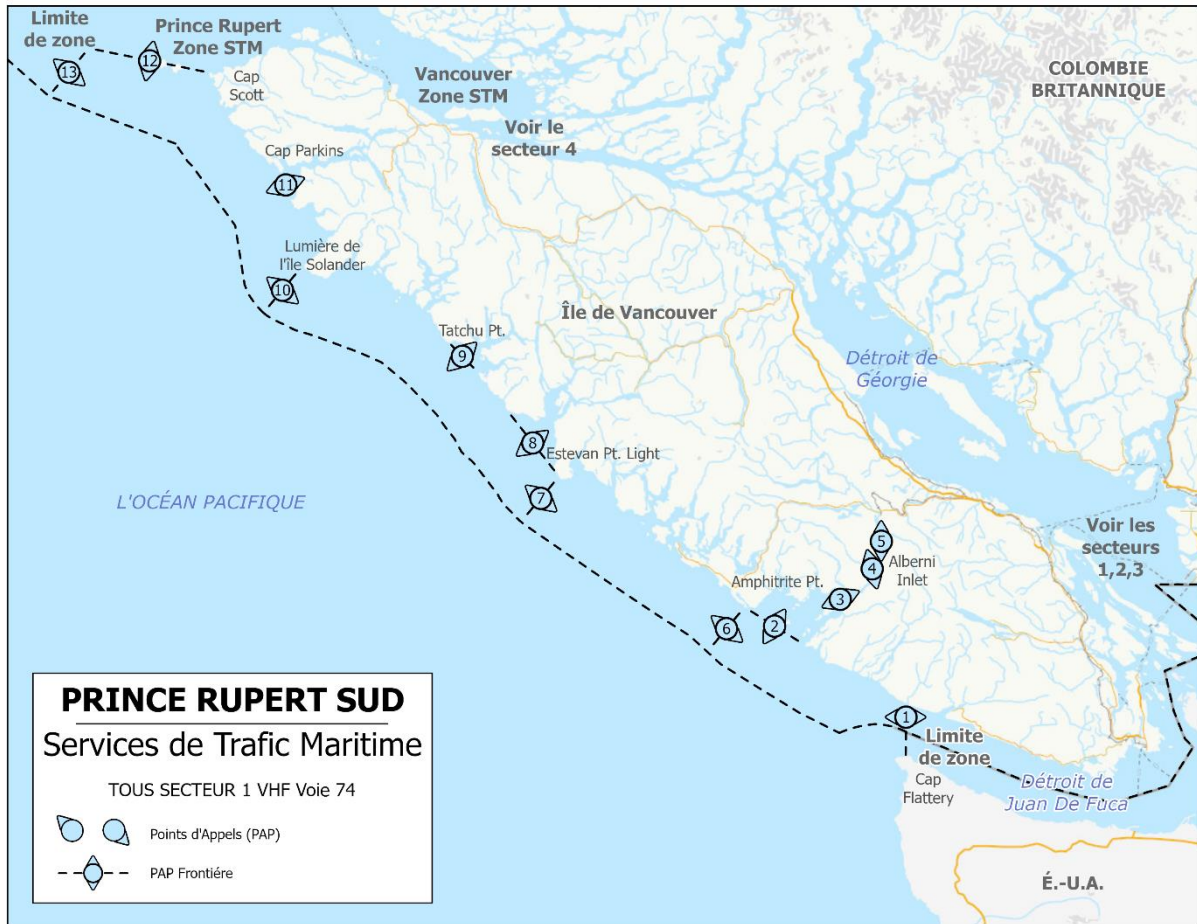 Limite
de zone
Prince Rupert
Zone STM
13
12
Cap
Scott
Vancouver
Zone STM
Voir le
secteur 4
COLOMBIE
BRITANNIQUE
Cap Parkins
11
Lumière de
l'île Solander
10
Île de Vancouver
Tatchu Pt.
9
Détroit de
Géorgie
8
Estevan Pt. Light
7
L'OCÉAN PACIFIQUE
Voir les
secteurs
1,2,3
5
4
Alberni
Inlet
Amphitrite Pt.
3
6
2
1
Limite
de zone
Cap
Flattery
Détroit de
Juan De Fuca
É.-U.A.
PRINCE RUPERT SUD
Services de Trafic Maritime
TOUS SECTEUR 1 VHF Voie 74
Points d'Appels (PAP)
PAP Frontiére